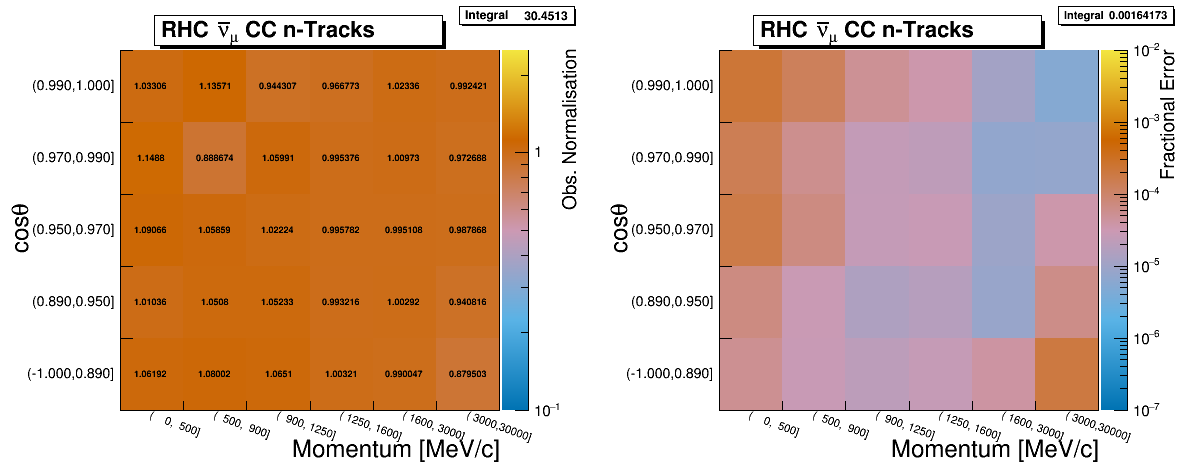 RHC ν̄μ CC n-Tracks
Integral 30.4513
Obs. Normalisation
1
10⁻¹
cosθ
(0.990,1.000]
1.03306 1.13571 0.944307 0.966773 1.02336 0.992421
(0.970,0.990]
1.1488 0.888674 1.05991 0.995376 1.00973 0.972688
(0.950,0.970]
1.09066 1.05859 1.02224 0.995782 0.995108 0.987868
(0.890,0.950]
1.01036 1.0508 1.05233 0.993216 1.00292 0.940816
(-1.000,0.890]
1.06192 1.08002 1.0651 1.00321 0.990047 0.879503
( 0, 500]
( 500, 900]
( 900, 1250]
(1250, 1600]
(1600, 3000]
(3000,30000]
Momentum [MeV/c]
RHC ν̄μ CC n-Tracks
Integral 0.00164173
Fractional Error
10⁻²
10⁻³
10⁻⁴
10⁻⁵
10⁻⁶
10⁻⁷
cosθ
(0.990,1.000]
(0.970,0.990]
(0.950,0.970]
(0.890,0.950]
(-1.000,0.890]
( 0, 500]
( 500, 900]
( 900, 1250]
(1250, 1600]
(1600, 3000]
(3000,30000]
Momentum [MeV/c]